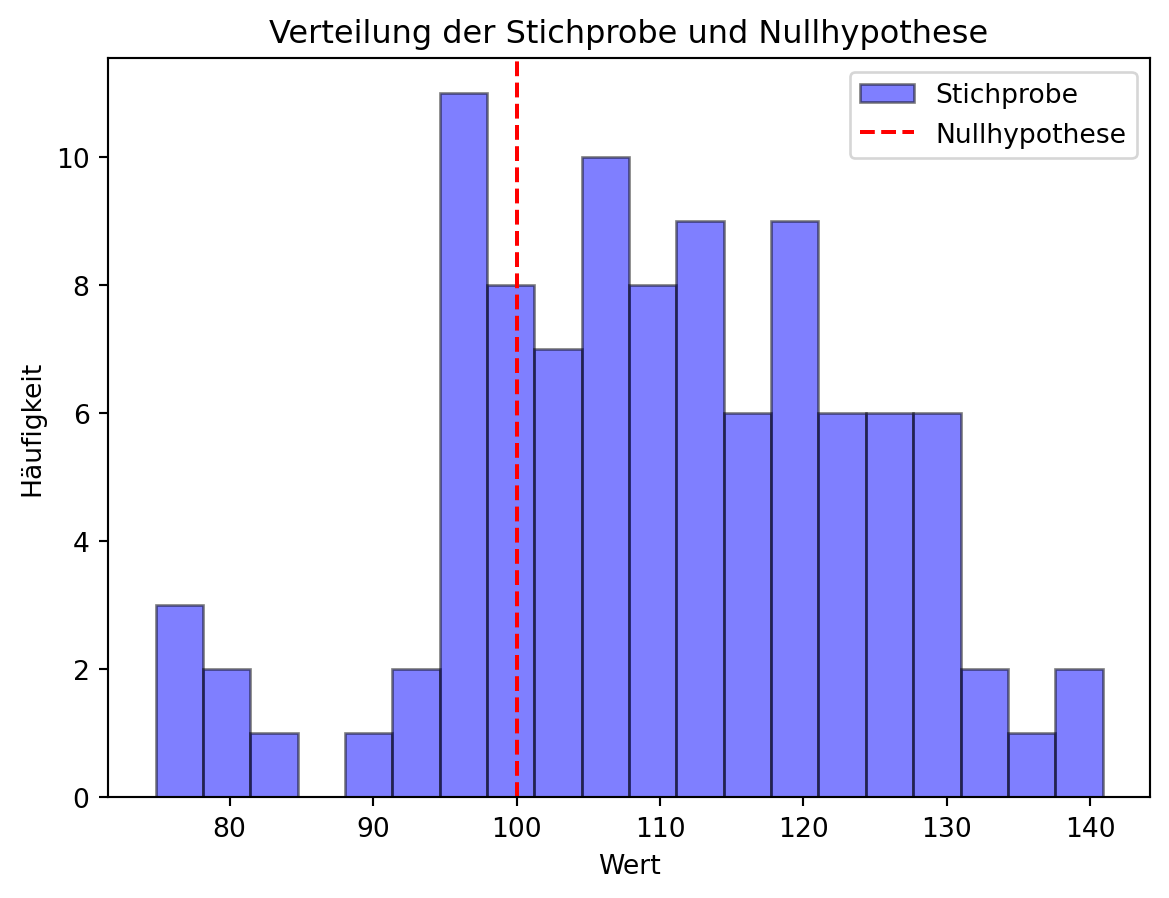 Verteilung der Stichprobe und Nullhypothese
Stichprobe
Nullhypothese
Häufigkeit
10
8
6
4
2
0
80 90 100 110 120 130 140
Wert